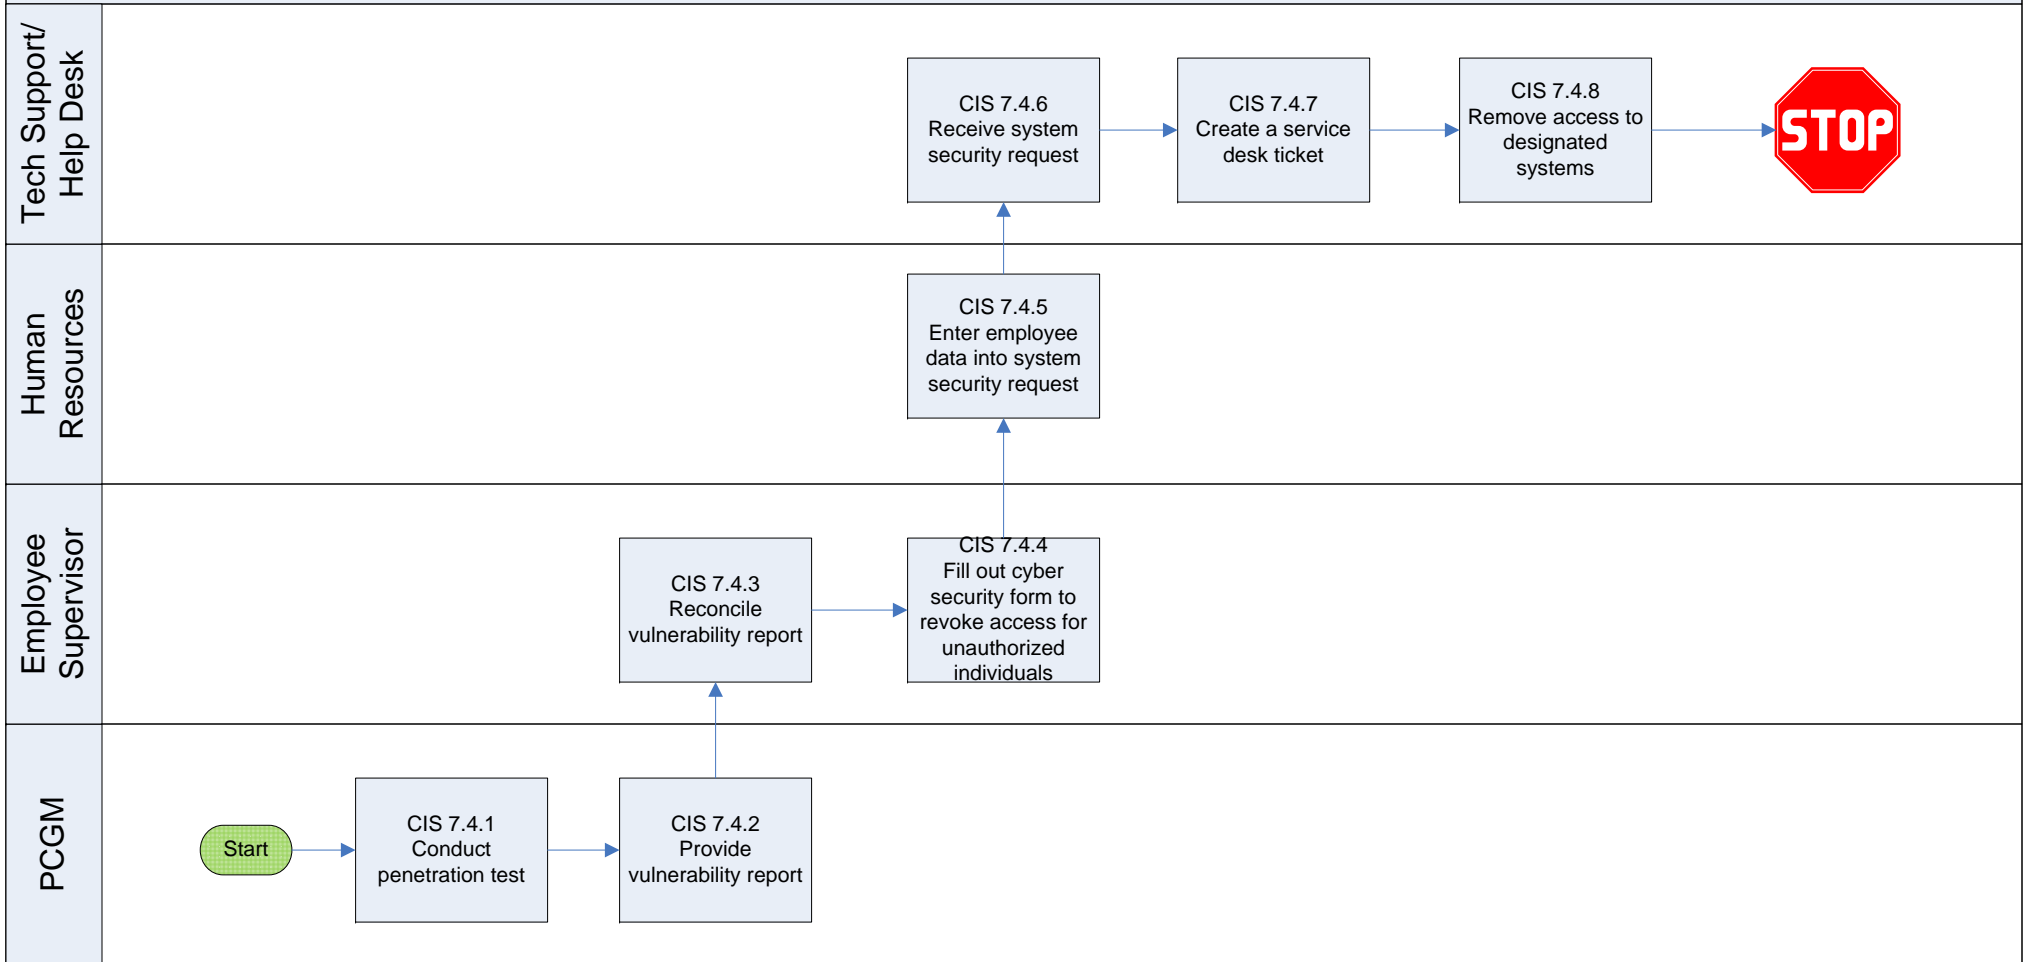 Tech Support/
Help Desk
CIS 7.4.6
Receive system
security request
CIS 7.4.7
Create a service
desk ticket
CIS 7.4.8
Remove access to
designated
systems
STOP
Human
Resources
CIS 7.4.5
Enter employee
data into system
security request
Employee
Supervisor
CIS 7.4.3
Reconcile
vulnerability report
CIS 7.4.4
Fill out cyber
security form to
revoke access for
unauthorized
individuals
PCGM
Start
CIS 7.4.1
Conduct
penetration test
CIS 7.4.2
Provide
vulnerability report